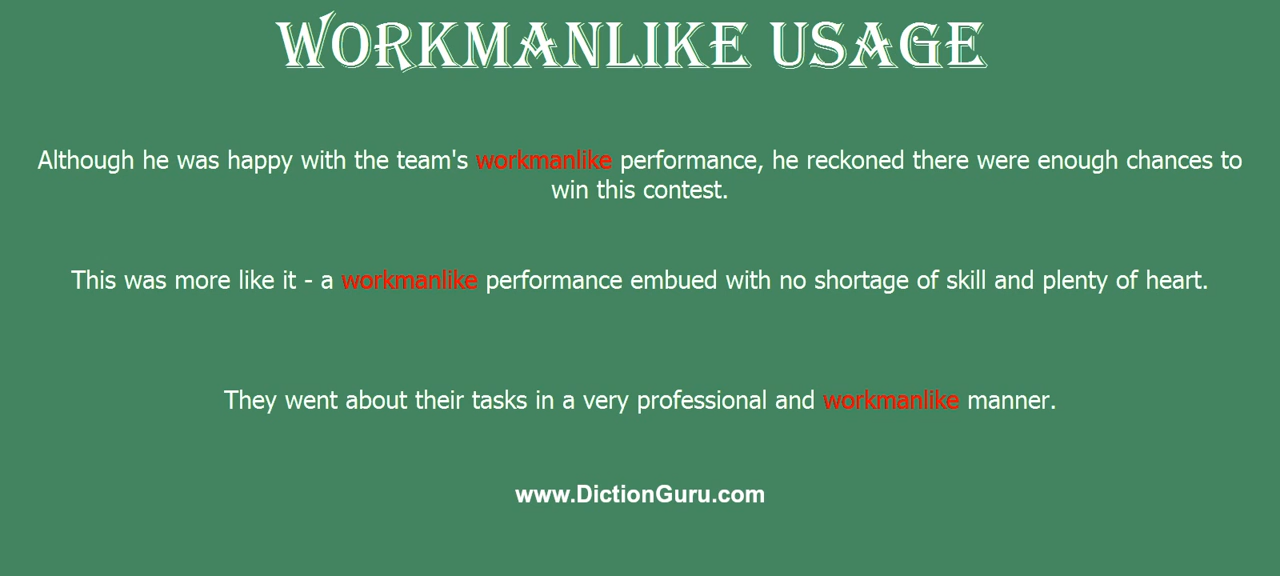 WORKMANLIKE USAGE
Although he was happy with the team's workmanlike performance, he reckoned there were enough chances to
win this contest.
This was more like it - a workmanlike performance embued with no shortage of skill and plenty of heart.
They went about their tasks in a very professional and workmanlike manner.
www.DictionGuru.com